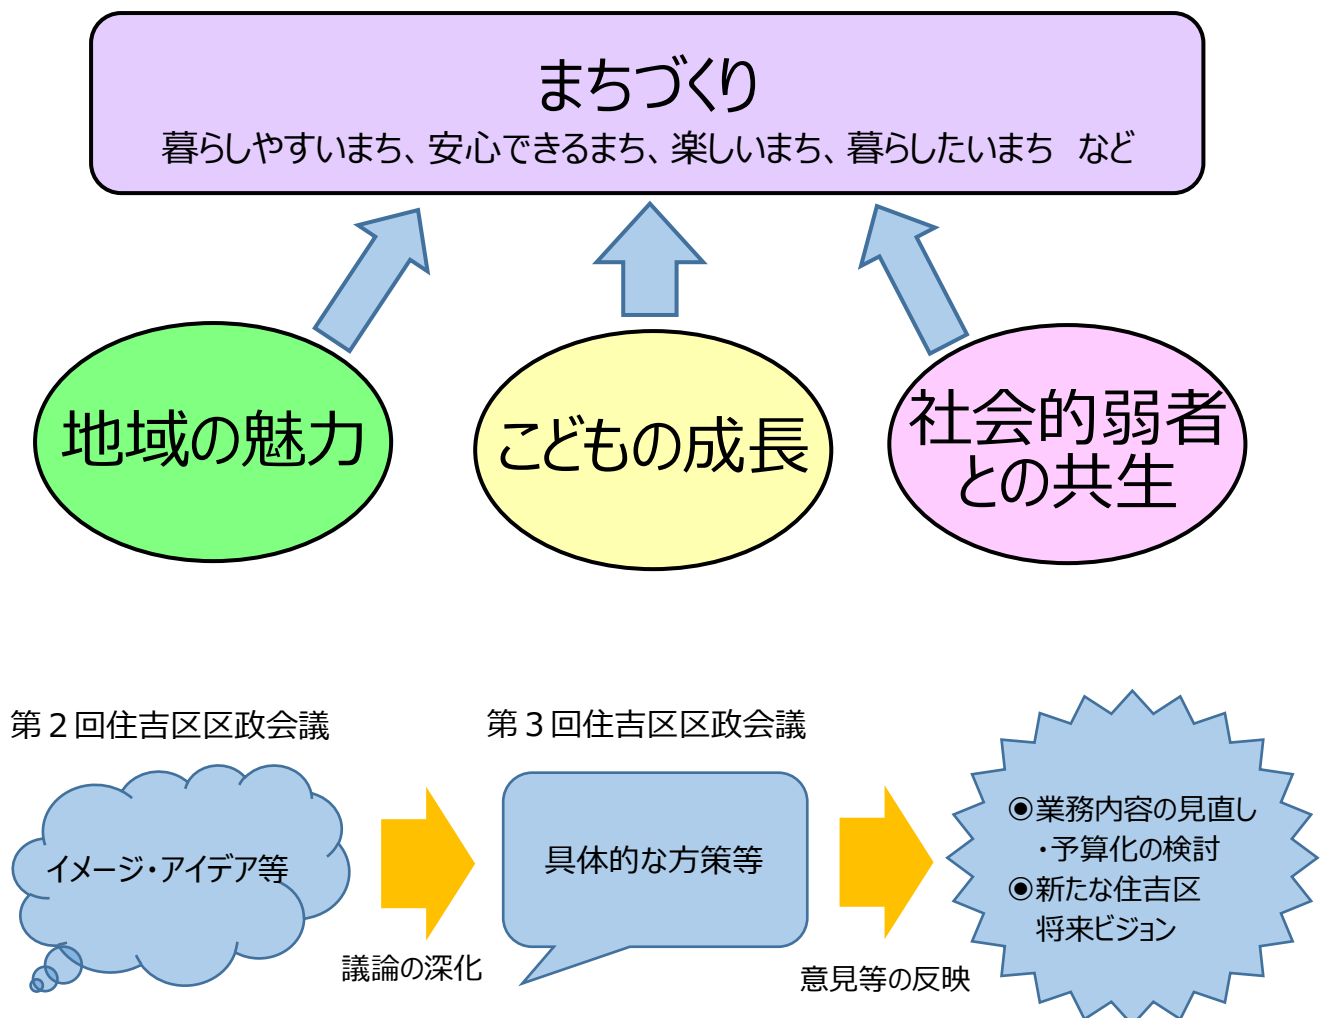 まちづくり
暮らしやすいまち、安心できるまち、楽しいまち、暮らしたいまち　など
地域の魅力
こどもの成長
社会的弱者
との共生
第２回住吉区区政会議
第３回住吉区区政会議
イメージ・アイデア等
具体的な方策等
◉業務内容の見直し
・予算化の検討
◉新たな住吉区
将来ビジョン
議論の深化
意見等の反映